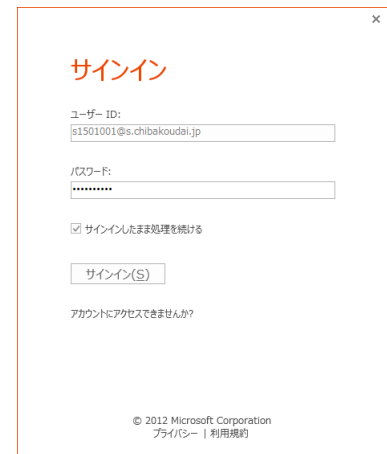 ×
サインイン
ユーザー ID:
s1501001@s.chibakoudai.jp
パスワード:
••••••••••
サインインしたまま処理を続ける
サインイン(S)
アカウントにアクセスできませんか?
© 2012 Microsoft Corporation
プライバシー | 利用規約